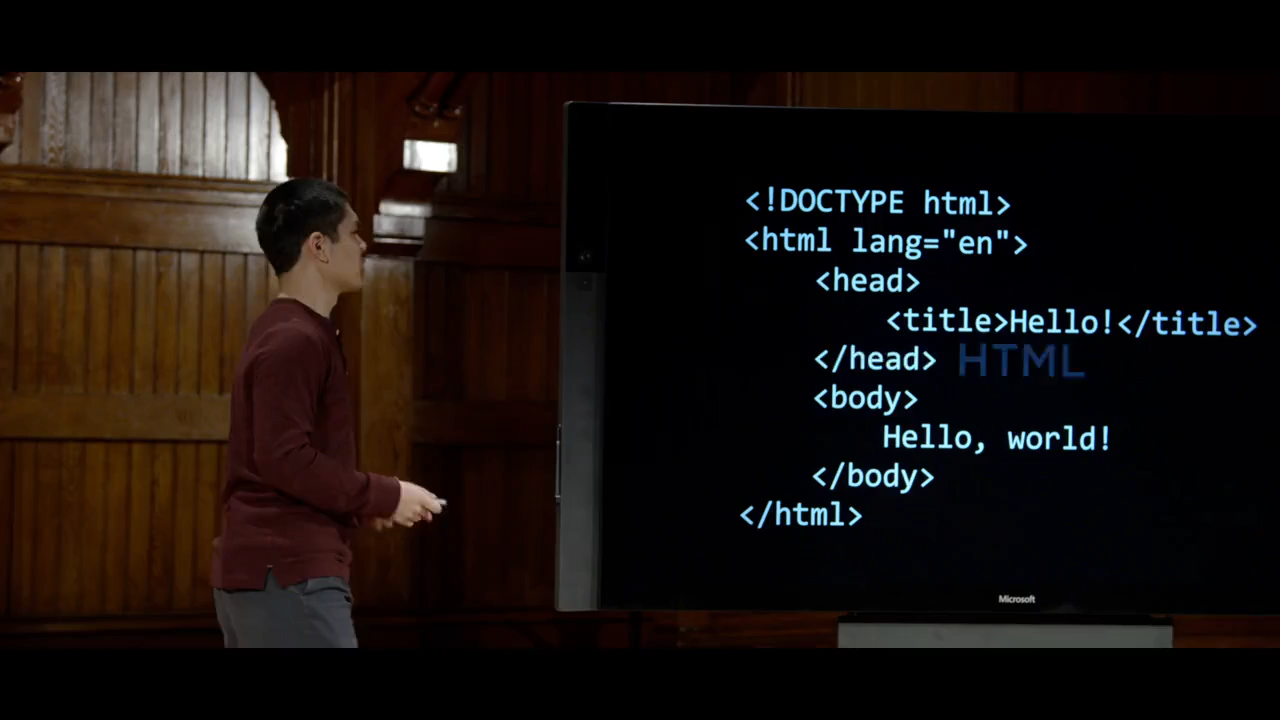 <!DOCTYPE html>
<html lang="en">
<head>
<title>Hello!</title>
</head>
HTML
<body>
Hello, world!
</body>
</html>
Microsoft